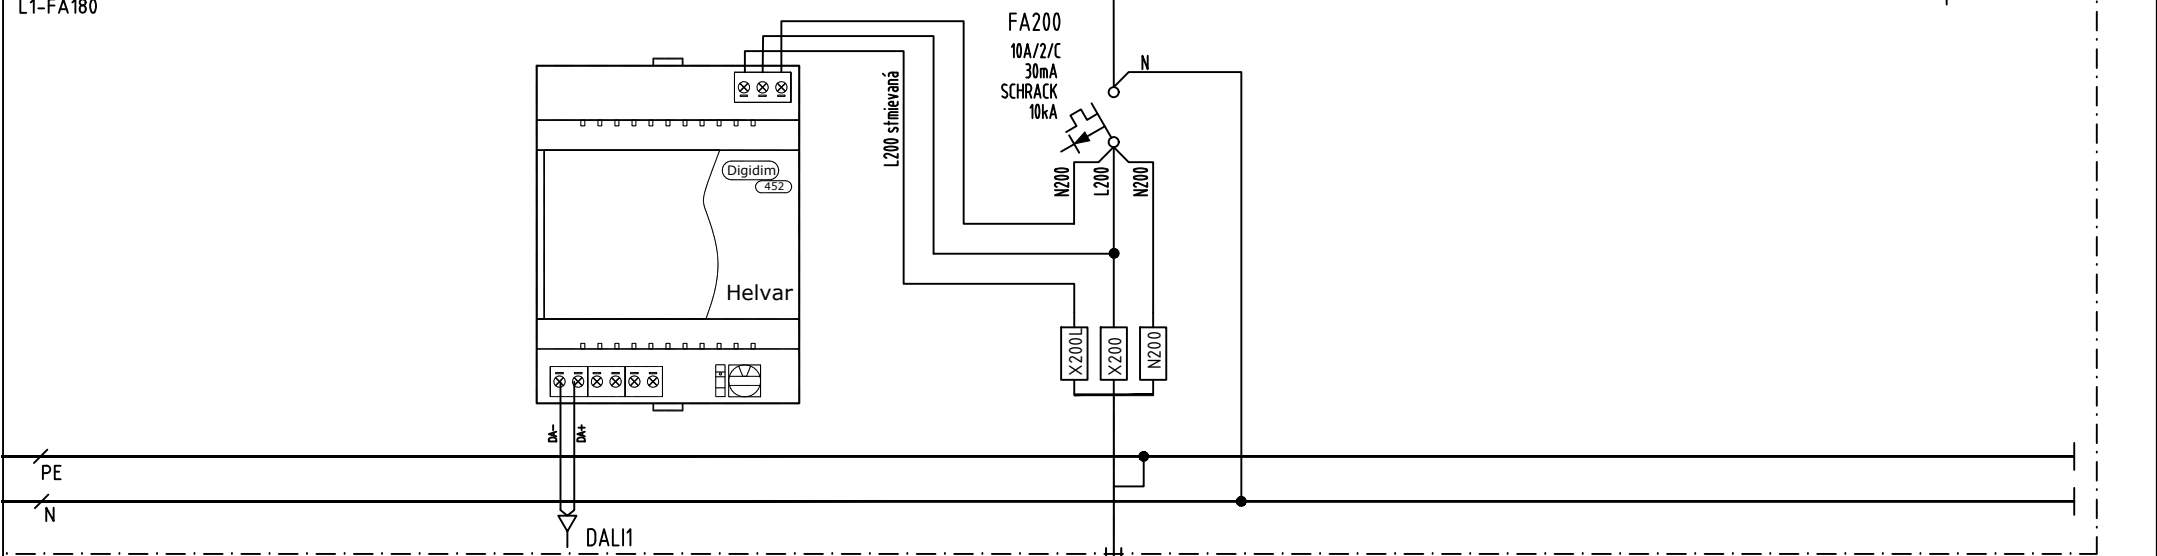 L1-FA180
FA200
10A/2/C
30mA
SCHRACK
10kA
N
L200 stmievaná
Digidim
452
Helvar
N200
L200
N200
X200L
X200
N200
DA-
DA+
PE
N
DALI1